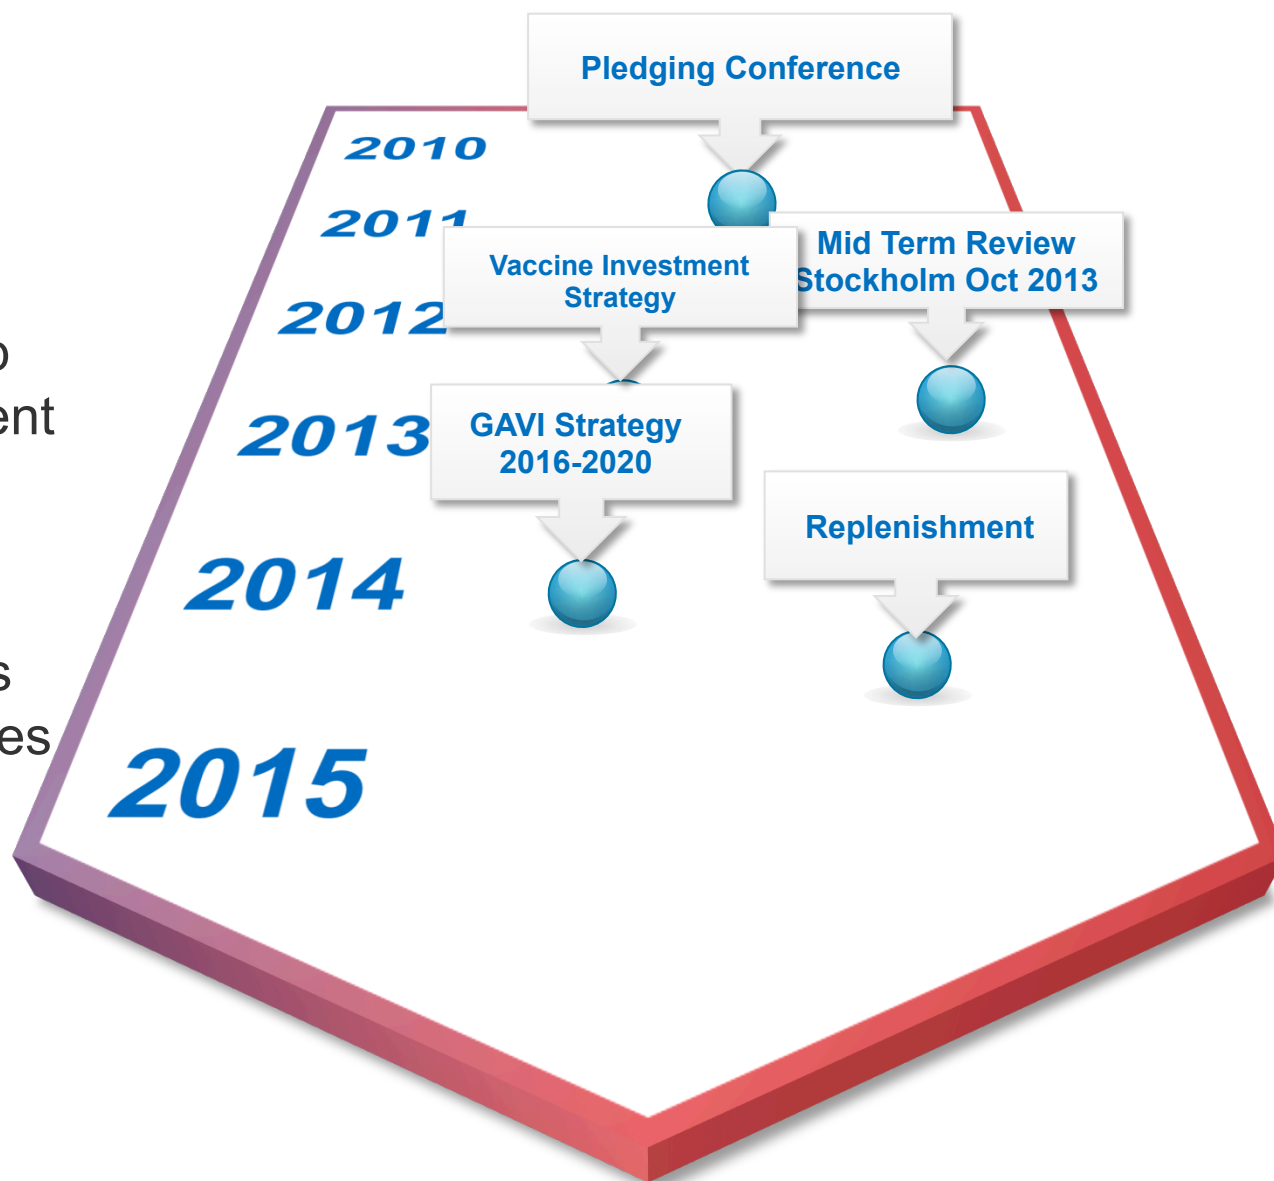 Pledging Conference
2010
2011
Mid Term Review
Stockholm Oct 2013
Vaccine Investment
Strategy
2012
2013
GAVI Strategy
2016-2020
Replenishment
2014
2015